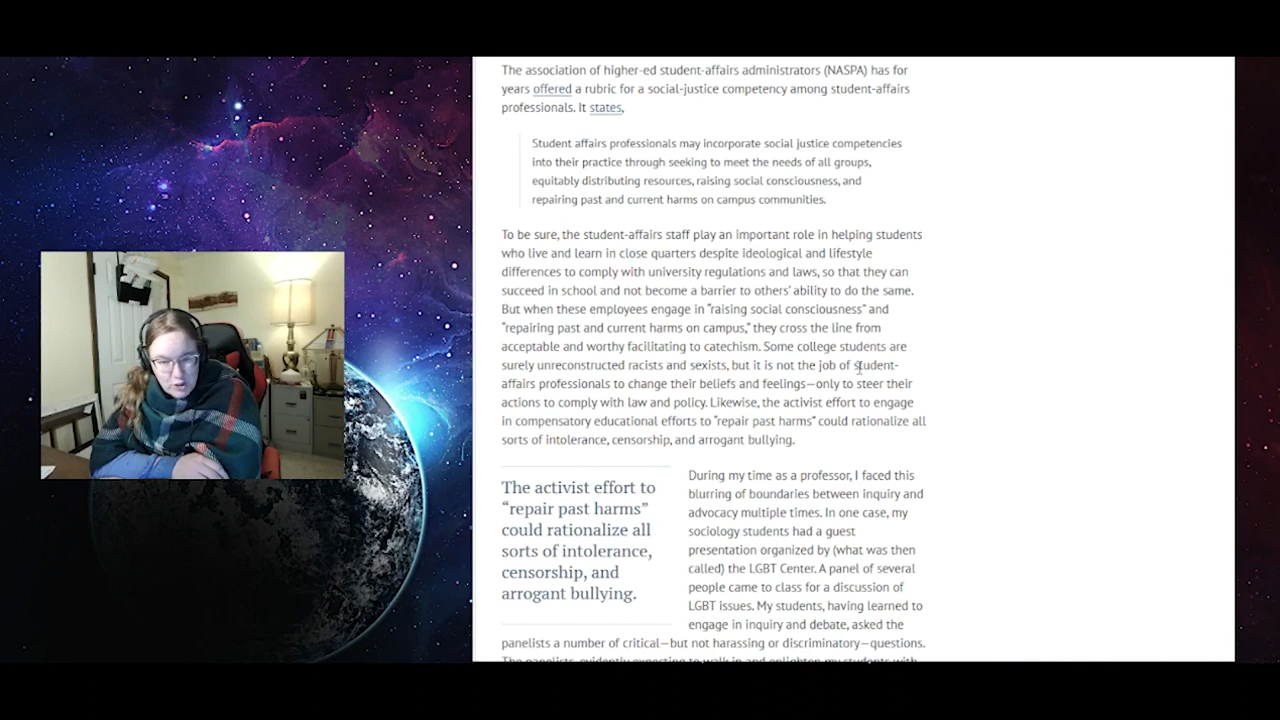 The association of higher-ed student-affairs administrators (NASPA) has for
years offered a rubric for a social-justice competency among student-affairs
professionals. It states,
Student affairs professionals may incorporate social justice competencies
into their practice through seeking to meet the needs of all groups,
equitably distributing resources, raising social consciousness, and
repairing past and current harms on campus communities.
To be sure, the student-affairs staff play an important role in helping students
who live and learn in close quarters despite ideological and lifestyle
differences to comply with university regulations and laws, so that they can
succeed in school and not become a barrier to others' ability to do the same.
But when these employees engage in “raising social consciousness” and
“repairing past and current harms on campus,” they cross the line from
acceptable and worthy facilitating to catechism. Some college students are
surely unreconstructed racists and sexists, but it is not the job of student-
affairs professionals to change their beliefs and feelings—only to steer their
actions to comply with law and policy. Likewise, the activist effort to engage
in compensatory educational efforts to “repair past harms” could rationalize all
sorts of intolerance, censorship, and arrogant bullying.
The activist effort to
“repair past harms”
could rationalize all
sorts of intolerance,
censorship, and
arrogant bullying.
During my time as a professor, I faced this
blurring of boundaries between inquiry and
advocacy multiple times. In one case, my
sociology students had a guest
presentation organized by (what was then
called) the LGBT Center. A panel of several
people came to class for a discussion of
LGBT issues. My students, having learned to
engage in inquiry and debate, asked the
panelists a number of critical—but not harassing or discriminatory—questions.
The panelists, evidently expecting to walk in and enlighten my students with